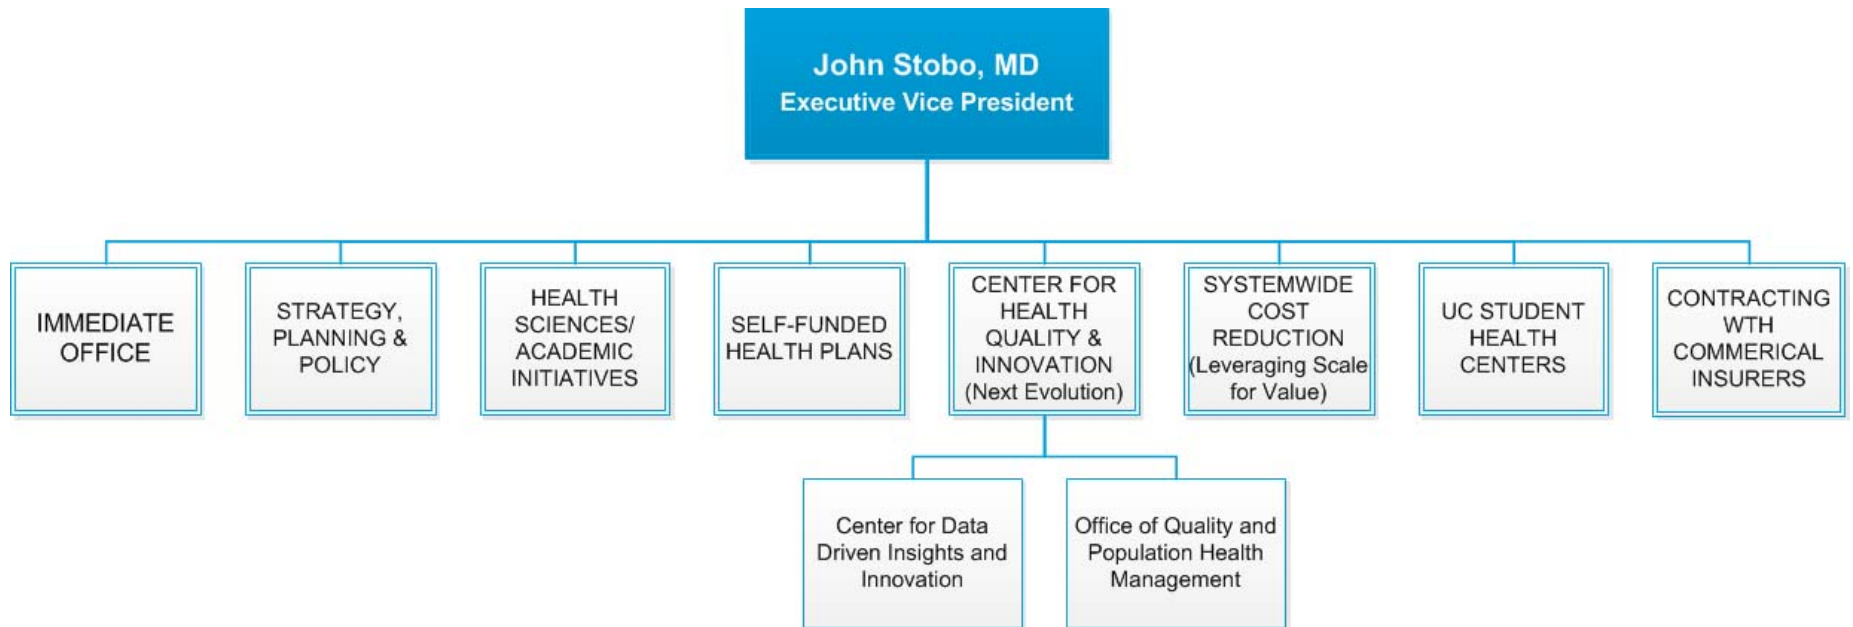 John Stobo, MD
Executive Vice President
IMMEDIATE
OFFICE
STRATEGY,
PLANNING &
POLICY
HEALTH
SCIENCES/
ACADEMIC
INITIATIVES
SELF-FUNDED
HEALTH PLANS
CENTER FOR
HEALTH
QUALITY &
INNOVATION
(Next Evolution)
SYSTEMWIDE
COST
REDUCTION
(Leveraging Scale
for Value)
UC STUDENT
HEALTH
CENTERS
CONTRACTING
WTH
COMMERICAL
INSURERS
Center for Data
Driven Insights and
Innovation
Office of Quality and
Population Health
Management